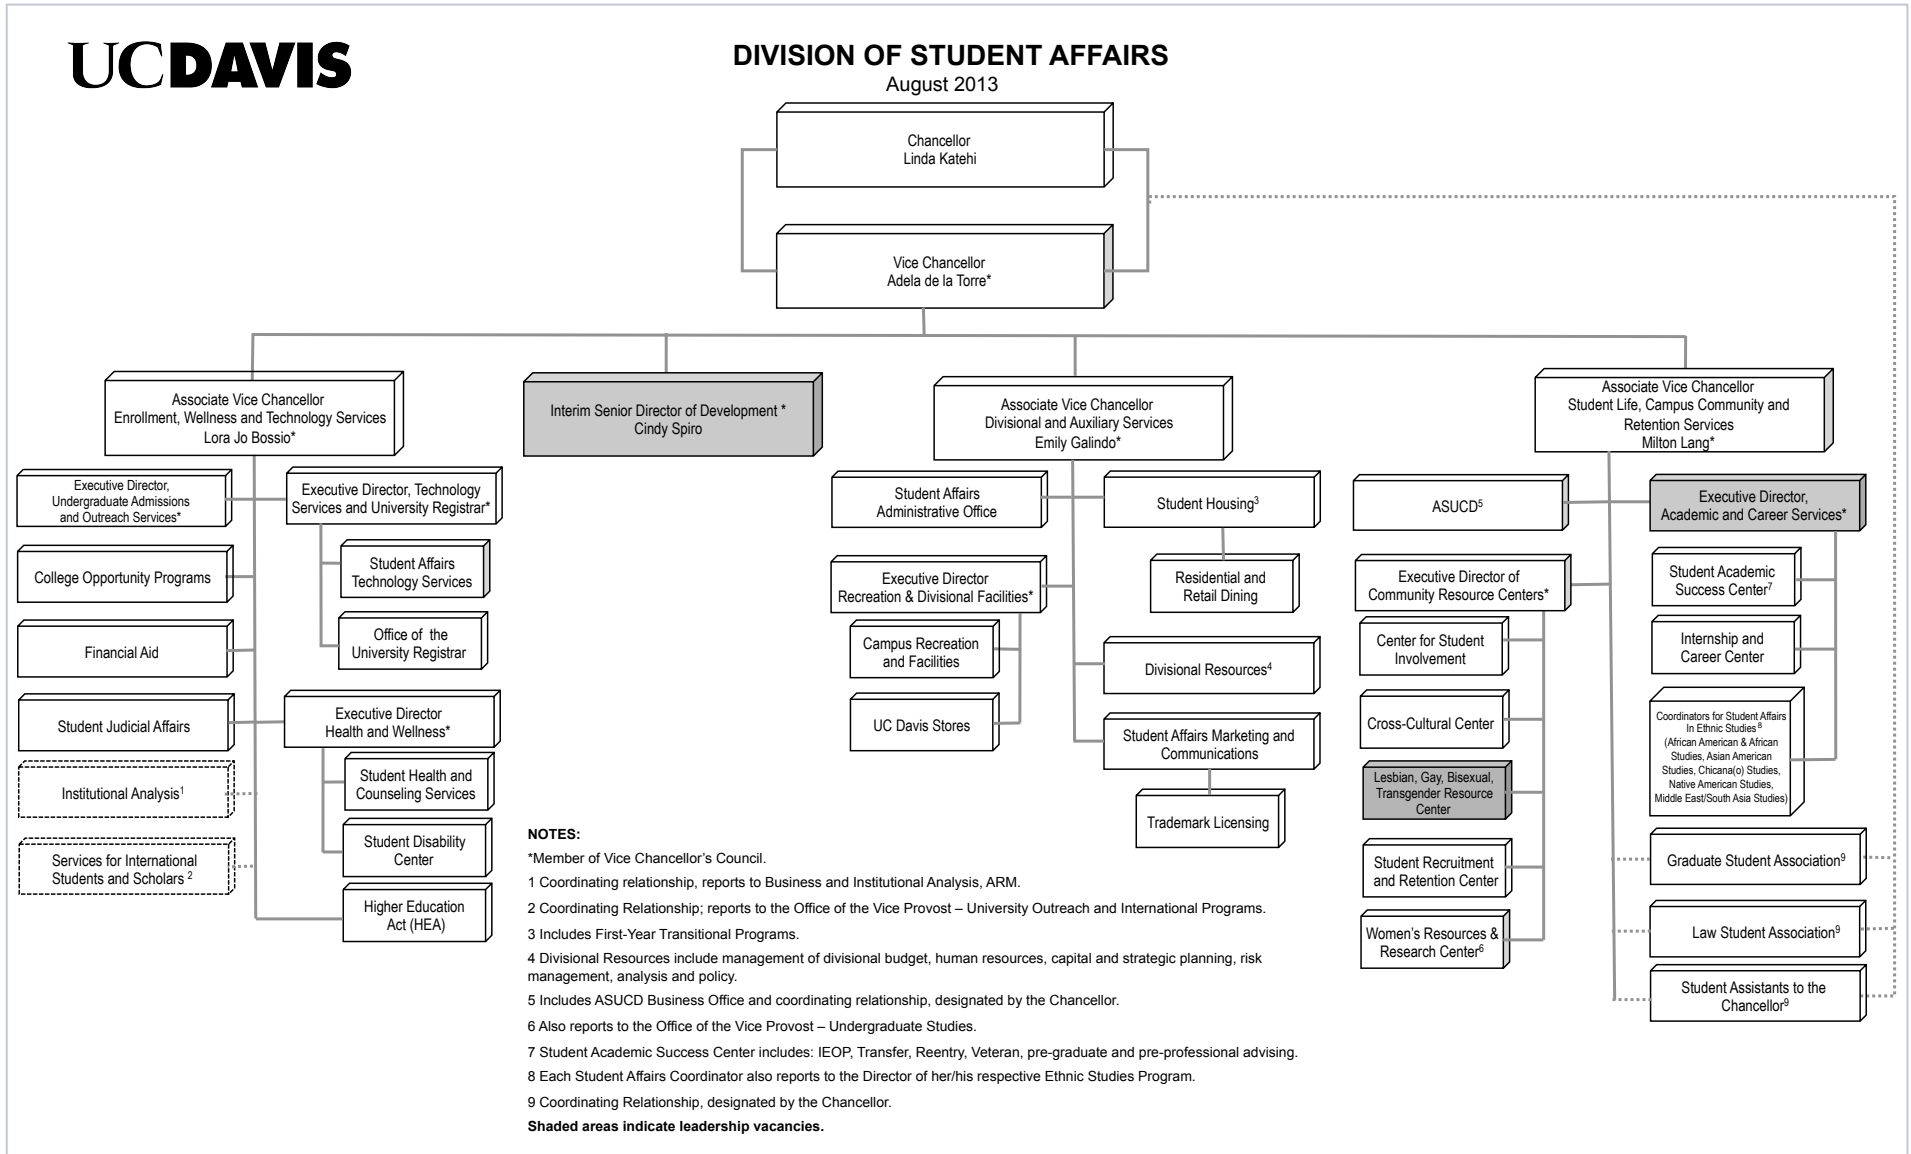 UCDAVIS
DIVISION OF STUDENT AFFAIRS
August 2013
Chancellor
Linda Katehi
Vice Chancellor
Adela de la Torre*
Associate Vice Chancellor
Enrollment, Wellness and Technology Services
Lora Jo Bossio*
Interim Senior Director of Development *
Cindy Spiro
Associate Vice Chancellor
Divisional and Auxiliary Services
Emily Galindo*
Associate Vice Chancellor
Student Life, Campus Community and
Retention Services
Milton Lang*
Executive Director,
Undergraduate Admissions
and Outreach Services*
Executive Director, Technology
Services and University Registrar*
College Opportunity Programs
Student Affairs
Technology Services
Financial Aid
Office of the
University Registrar
Student Judicial Affairs
Executive Director
Health and Wellness*
Institutional Analysis1
Student Health and
Counseling Services
Services for International
Students and Scholars 2
Student Disability
Center
Higher Education
Act (HEA)
Student Affairs
Administrative Office
Student Housing3
Executive Director
Recreation & Divisional Facilities*
Residential and
Retail Dining
Campus Recreation
and Facilities
Divisional Resources4
UC Davis Stores
Student Affairs Marketing and
Communications
Trademark Licensing
ASUCD5
Executive Director,
Academic and Career Services*
Executive Director of
Community Resource Centers*
Student Academic
Success Center7
Center for Student
Involvement
Internship and
Career Center
Cross-Cultural Center
Coordinators for Student Affairs
In Ethnic Studies8
(African American & African
Studies, Asian American
Studies, Chicana(o) Studies,
Native American Studies,
Middle East/South Asia Studies)
Lesbian, Gay, Bisexual,
Transgender Resource
Center
Student Recruitment
and Retention Center
Graduate Student Association9
Women's Resources &
Research Center6
Law Student Association9
Student Assistants to the
Chancellor9
NOTES:
*Member of Vice Chancellor's Council.
1 Coordinating relationship, reports to Business and Institutional Analysis, ARM.
2 Coordinating Relationship; reports to the Office of the Vice Provost – University Outreach and International Programs.
3 Includes First-Year Transitional Programs.
4 Divisional Resources include management of divisional budget, human resources, capital and strategic planning, risk
management, analysis and policy.
5 Includes ASUCD Business Office and coordinating relationship, designated by the Chancellor.
6 Also reports to the Office of the Vice Provost – Undergraduate Studies.
7 Student Academic Success Center includes: IEOP, Transfer, Reentry, Veteran, pre-graduate and pre-professional advising.
8 Each Student Affairs Coordinator also reports to the Director of her/his respective Ethnic Studies Program.
9 Coordinating Relationship, designated by the Chancellor.
Shaded areas indicate leadership vacancies.